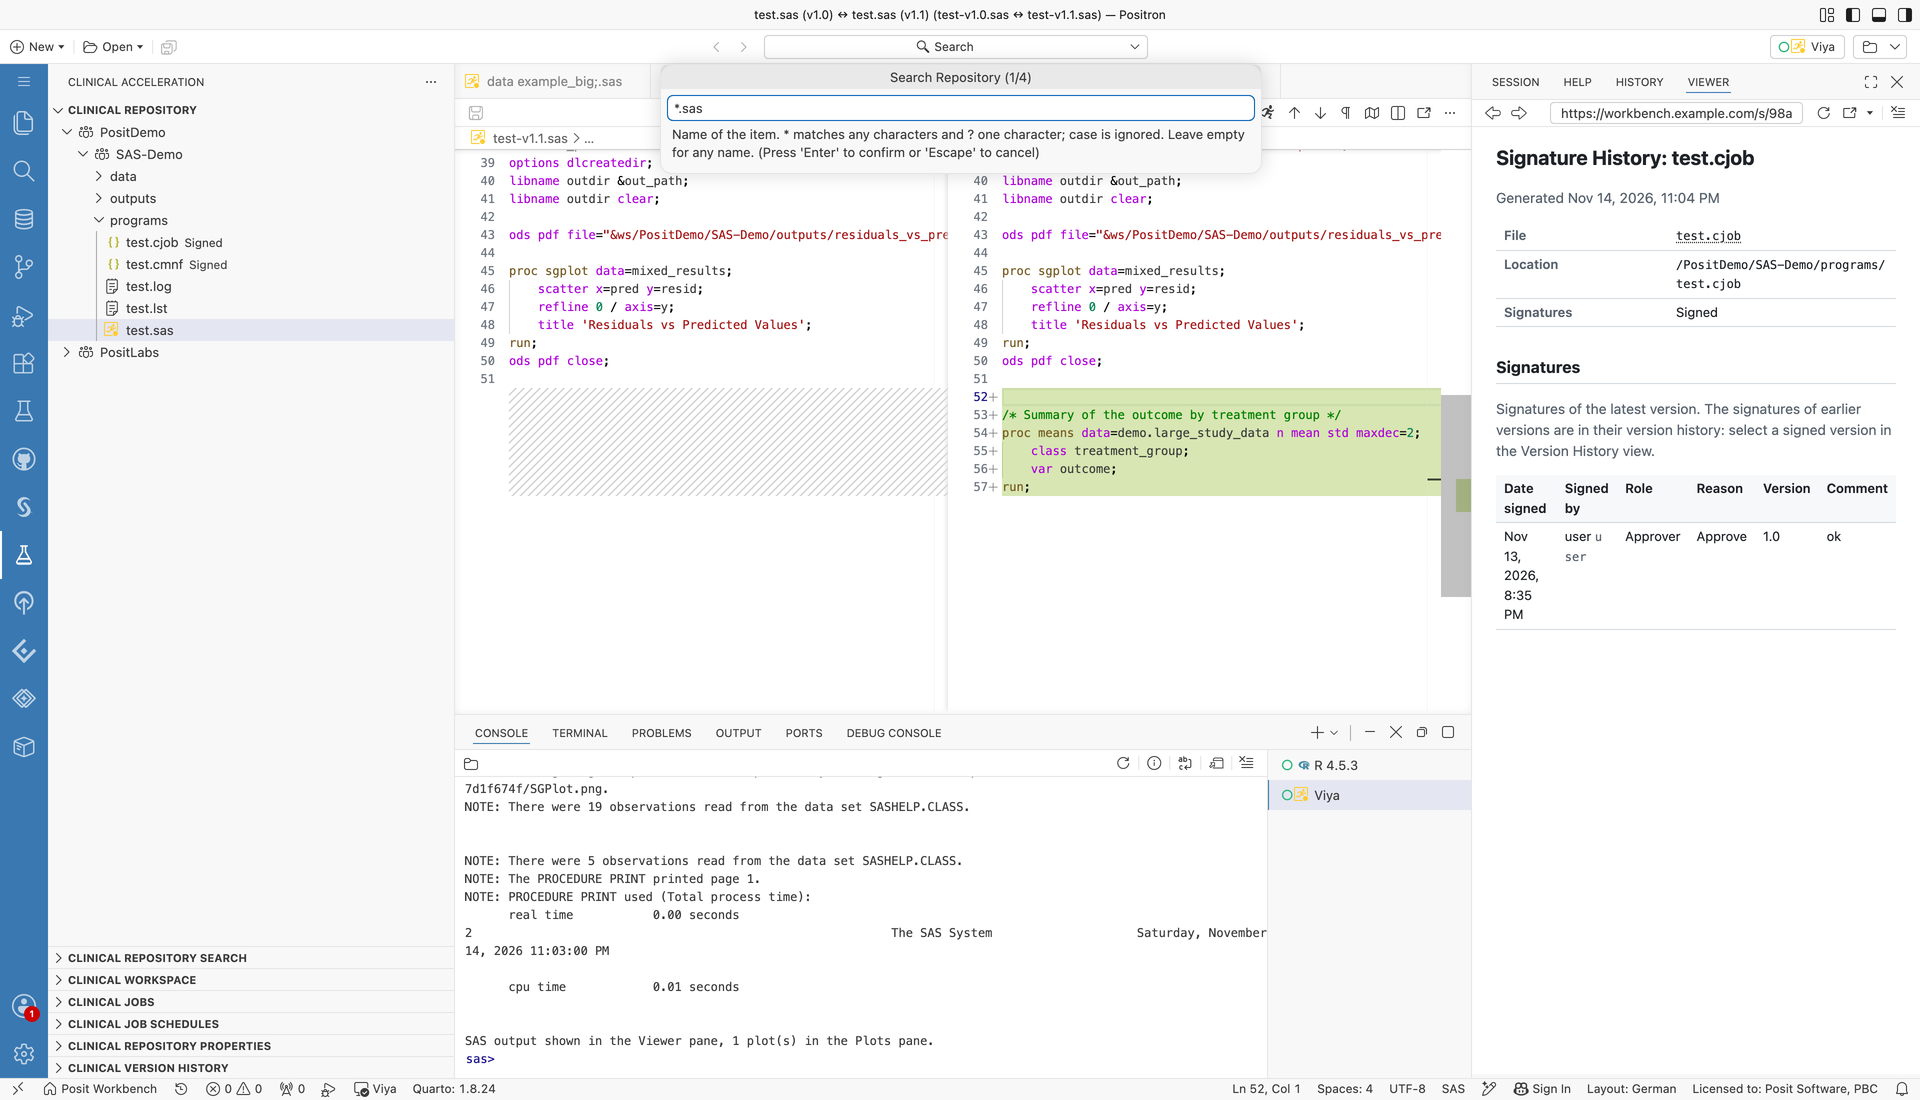 test.sas (v1.0) ↔ test.sas (v1.1) (test-v1.0.sas ↔ test-v1.1.sas) — Positron
New
Open
Search
Viya
CLINICAL ACCELERATION
CLINICAL REPOSITORY
PositDemo
SAS-Demo
data
outputs
programs
test.cjob Signed
test.cmnf Signed
test.log
test.lst
test.sas
PositLabs
CLINICAL REPOSITORY SEARCH
CLINICAL WORKSPACE
CLINICAL JOBS
CLINICAL JOB SCHEDULES
CLINICAL REPOSITORY PROPERTIES
CLINICAL VERSION HISTORY
1
data example_big;.sas
Search Repository (1/4)
*.sas
Name of the item. * matches any characters and ? one character; case is ignored. Leave empty
for any name. (Press 'Enter' to confirm or 'Escape' to cancel)
test-v1.1.sas > ...
39 options dlcreatedir;
40 libname outdir &out_path;
41 libname outdir clear;
42
43 ods pdf file="&ws/PositDemo/SAS-Demo/outputs/residuals_vs_pre
44
45 proc sgplot data=mixed_results;
46 scatter x=pred y=resid;
47 refline 0 / axis=y;
48 title 'Residuals vs Predicted Values';
49 run;
50 ods pdf close;
51
40 libname outdir &out_path;
41 libname outdir clear;
42
43 ods pdf file="&ws/PositDemo/SAS-Demo/outputs/residuals_vs_pre
44
45 proc sgplot data=mixed_results;
46 scatter x=pred y=resid;
47 refline 0 / axis=y;
48 title 'Residuals vs Predicted Values';
49 run;
50 ods pdf close;
51
52+
53+ /* Summary of the outcome by treatment group */
54+ proc means data=demo.large_study_data n mean std maxdec=2;
55+ class treatment_group;
56+ var outcome;
57+ run;
CONSOLE TERMINAL PROBLEMS OUTPUT PORTS DEBUG CONSOLE
7d1f674f/SGPlot.png.
NOTE: There were 19 observations read from the data set SASHELP.CLASS.
NOTE: There were 5 observations read from the data set SASHELP.CLASS.
NOTE: The PROCEDURE PRINT printed page 1.
NOTE: PROCEDURE PRINT used (Total process time):
real time 0.00 seconds
2 The SAS System Saturday, November
14, 2026 11:03:00 PM
cpu time 0.01 seconds
SAS output shown in the Viewer pane, 1 plot(s) in the Plots pane.
sas>
R 4.5.3
Viya
SESSION HELP HISTORY VIEWER
https://workbench.example.com/s/98a
Signature History: test.cjob
Generated Nov 14, 2026, 11:04 PM
File test.cjob
Location /PositDemo/SAS-Demo/programs/
test.cjob
Signatures Signed
Signatures
Signatures of the latest version. The signatures of earlier
versions are in their version history: select a signed version in
the Version History view.
Date signed Signed by Role Reason Version Comment
Nov 13, 2026, 8:35 PM user user Approver Approve 1.0 ok
Posit Workbench 0 0 0 Viya Quarto: 1.8.24
Ln 52, Col 1 Spaces: 4 UTF-8 SAS Sign In Layout: German Licensed to: Posit Software, PBC